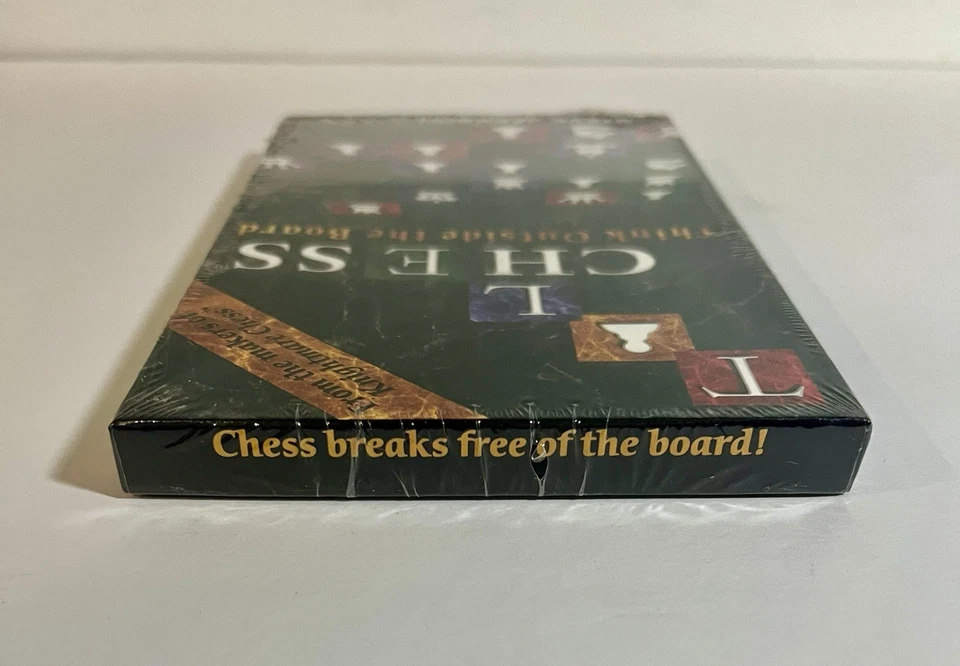 Chess breaks free of the board!
From the makers of
Knightmare Chess
T
L
CHESS
Think Outside the Board